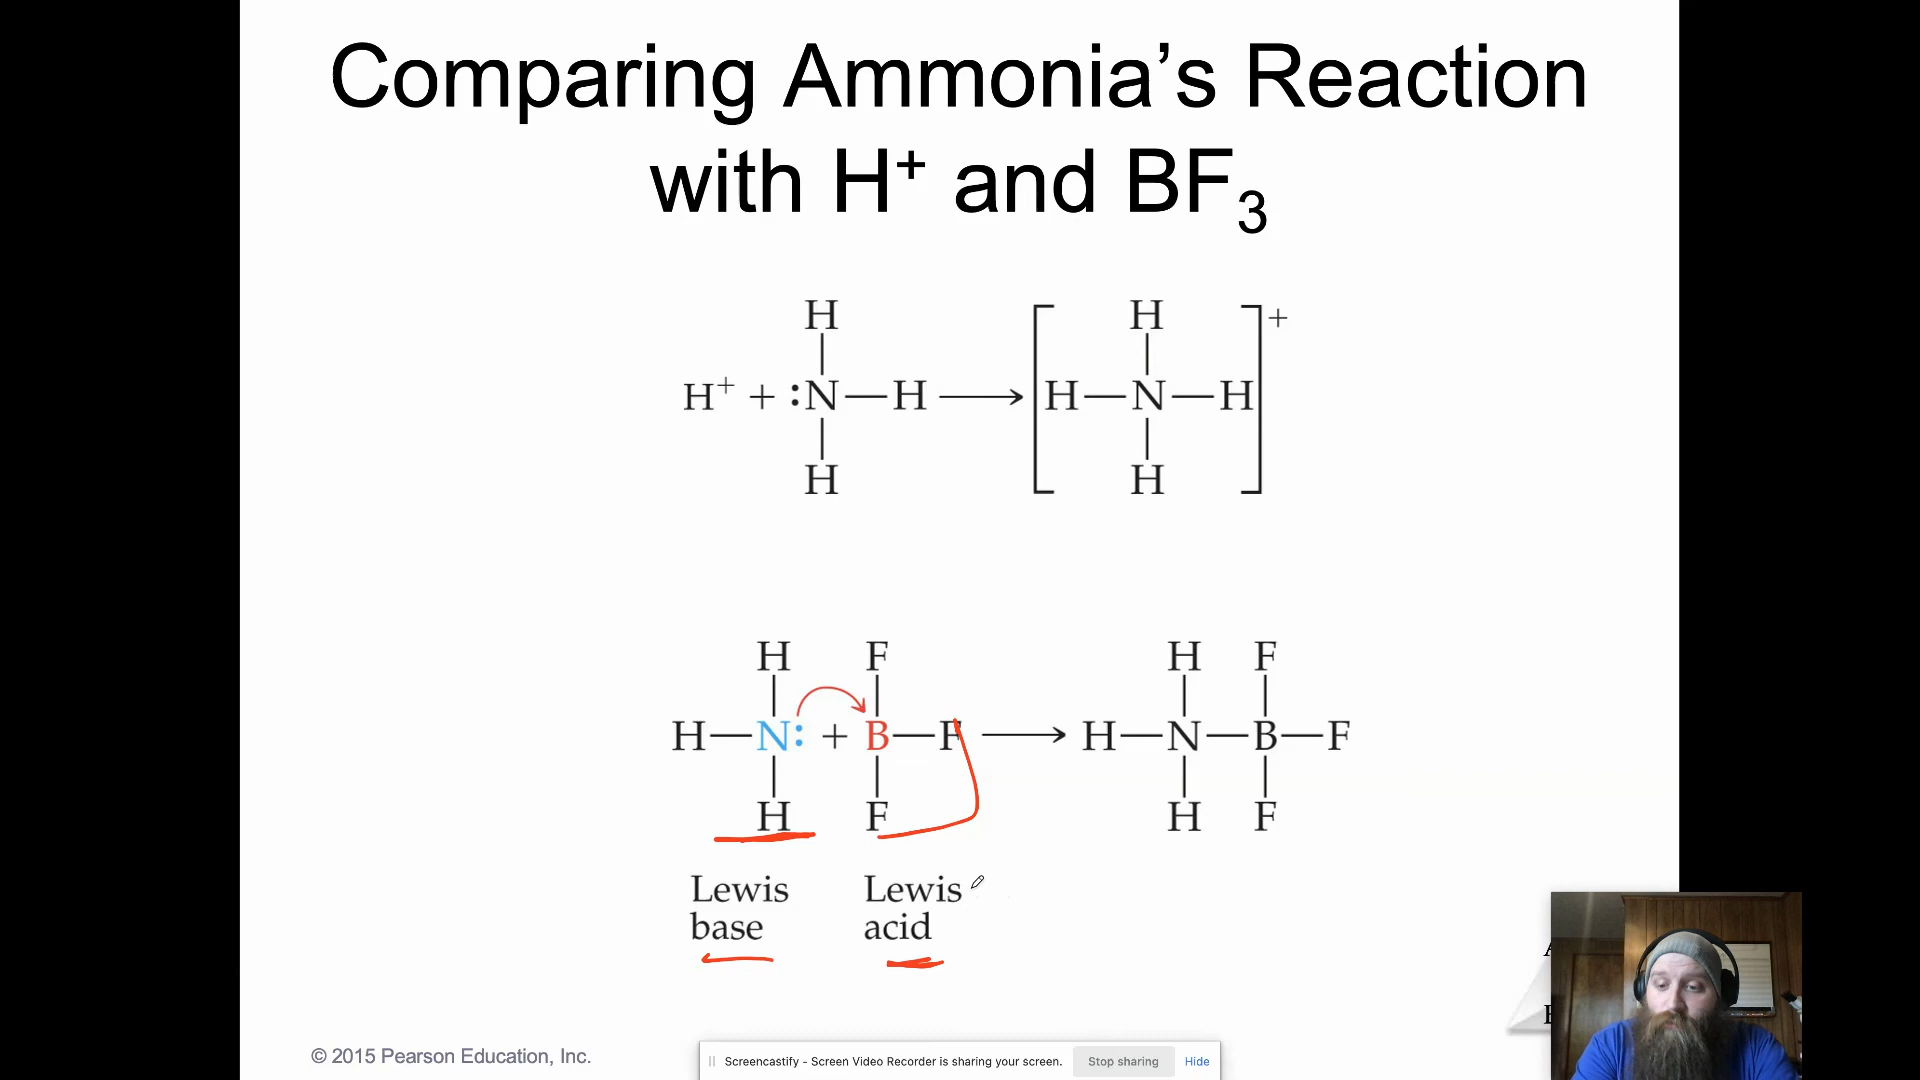 Comparing Ammonia’s Reaction
with H⁺ and BF₃
H H
H⁺ + :N—H ⟶ [H—N—H]⁺
H H
H F H F
H—N: + B—F ⟶ H—N—B—F
H F H F
Lewis Lewis
base acid
© 2015 Pearson Education, Inc.
Screencastify - Screen Video Recorder is sharing your screen. Stop sharing Hide